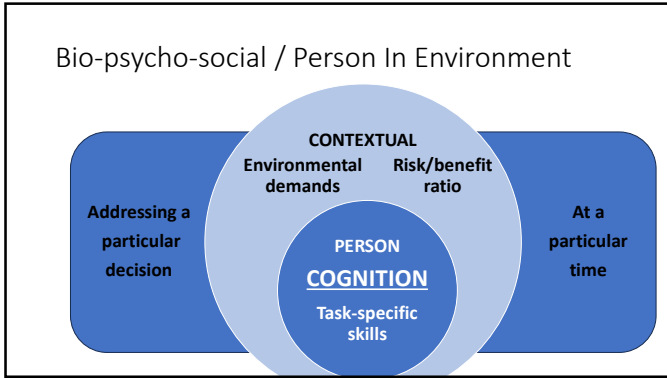 Bio-psycho-social / Person In Environment
CONTEXTUAL
Environmental
demands
Risk/benefit
ratio
Addressing a
particular
decision
PERSON
COGNITION
Task-specific
skills
At a
particular
time